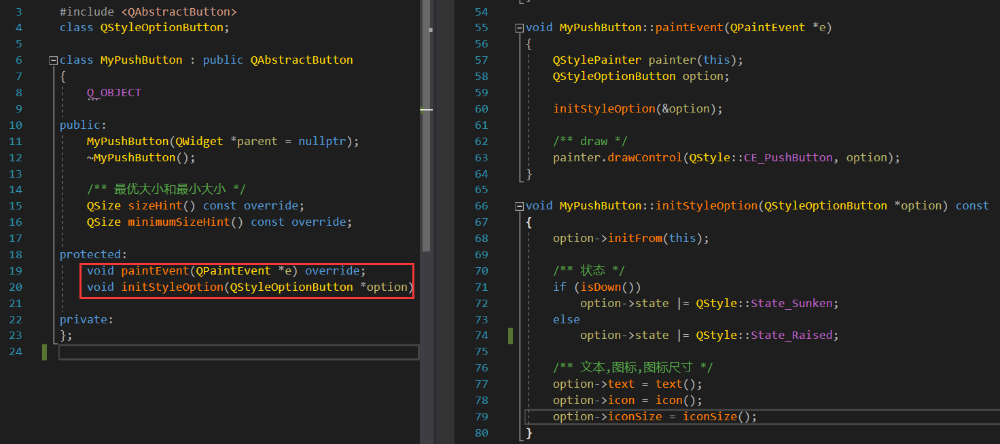 3 #include <QAbstractButton>
4 class QStyleOptionButton;
5
6 class MyPushButton : public QAbstractButton
7 {
8 Q_OBJECT
9
10 public:
11 MyPushButton(QWidget *parent = nullptr);
12 ~MyPushButton();
13
14 /** 最优大小和最小大小 */
15 QSize sizeHint() const override;
16 QSize minimumSizeHint() const override;
17
18 protected:
19 void paintEvent(QPaintEvent *e) override;
20 void initStyleOption(QStyleOptionButton *option)
21
22 private:
23 };
24
54
55 void MyPushButton::paintEvent(QPaintEvent *e)
56 {
57 QStylePainter painter(this);
58 QStyleOptionButton option;
59
60 initStyleOption(&option);
61
62 /** draw */
63 painter.drawControl(QStyle::CE_PushButton, option);
64 }
65
66 void MyPushButton::initStyleOption(QStyleOptionButton *option) const
67 {
68 option->initFrom(this);
69
70 /** 状态 */
71 if (isDown())
72 option->state |= QStyle::State_Sunken;
73 else
74 option->state |= QStyle::State_Raised;
75
76 /** 文本,图标,图标尺寸 */
77 option->text = text();
78 option->icon = icon();
79 option->iconSize = iconSize();
80 }